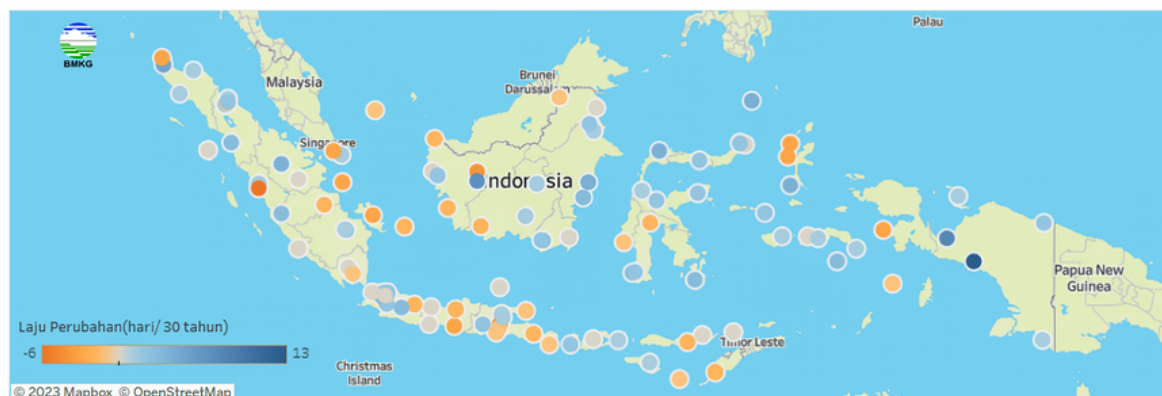 Palau
BMKG
Malaysia
Brunei
Darussalam
Singapore
Indonesia
Papua New
Guinea
Laju Perubahan(hari/ 30 tahun)
-6
13
Timor Leste
Christmas
Island
© 2023 Mapbox © OpenStreetMap